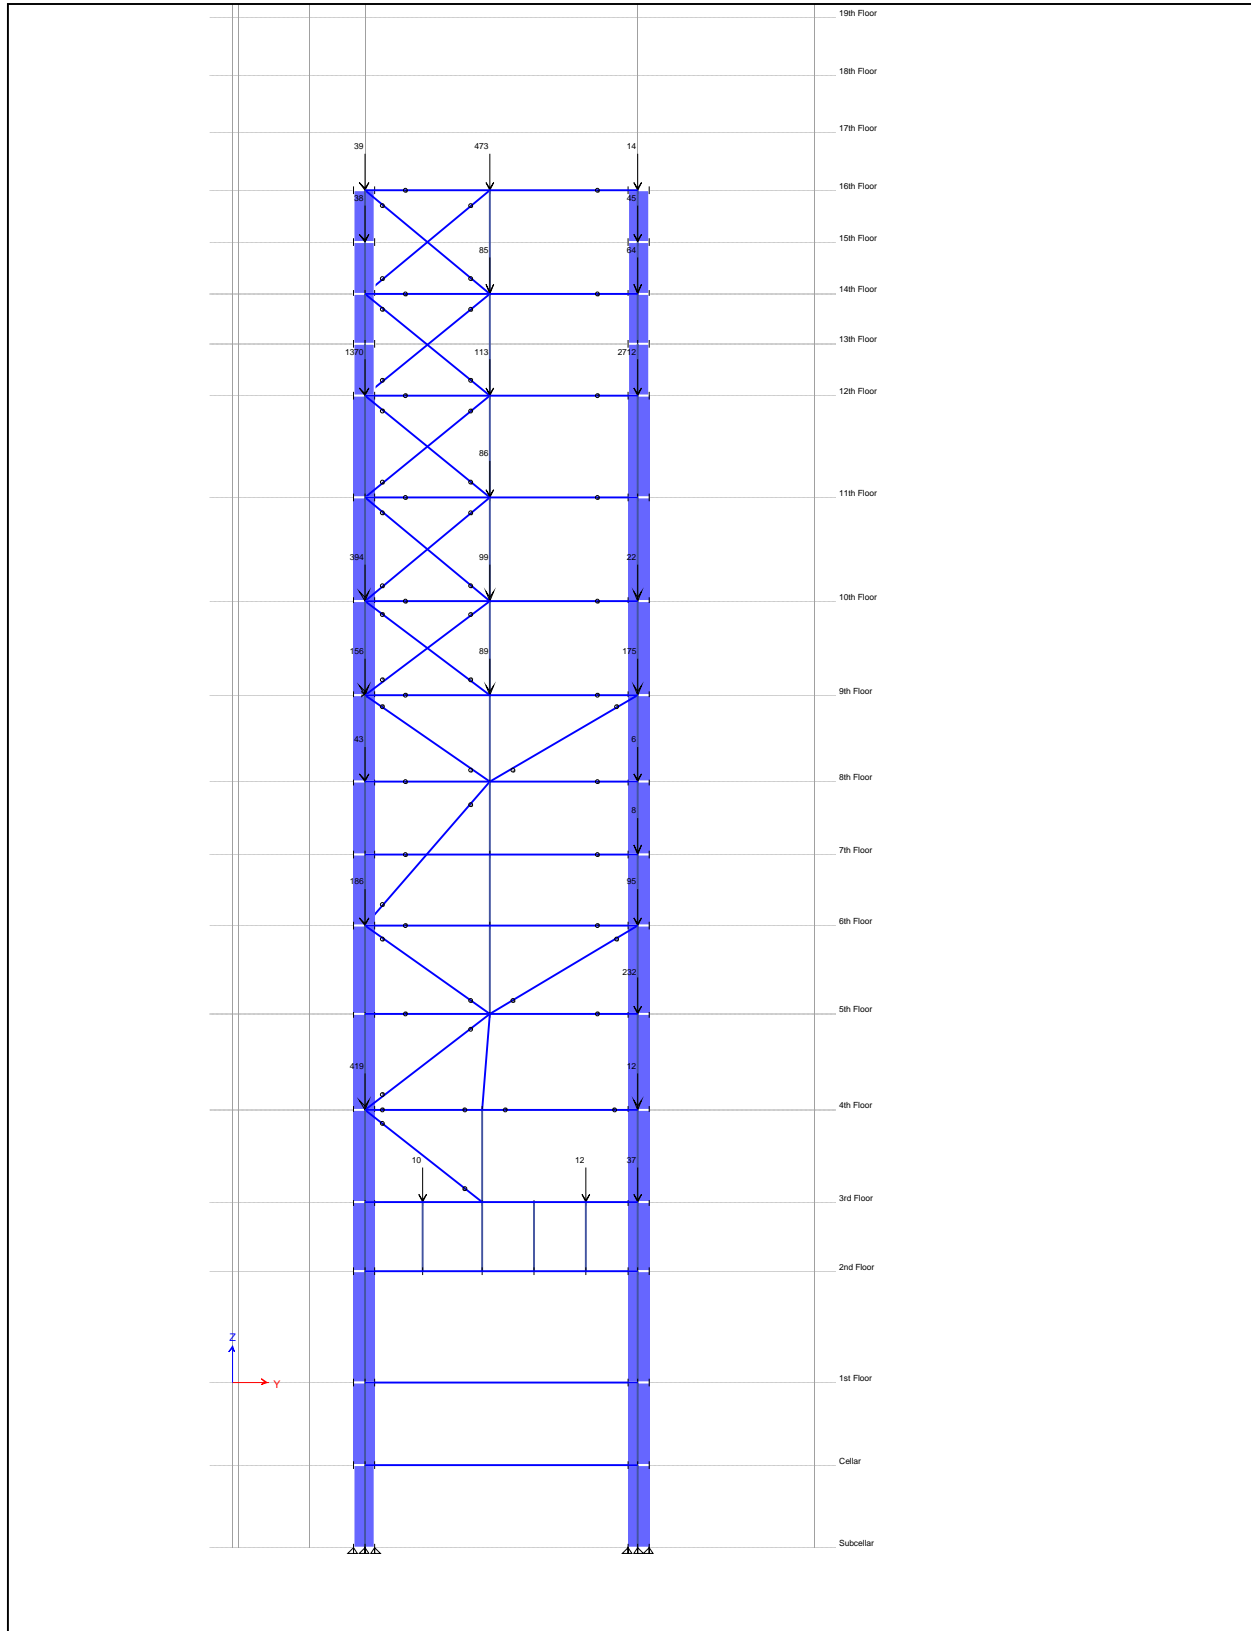 19th Floor
18th Floor
17th Floor
39 473 14
16th Floor
38 45
15th Floor
85 64
14th Floor
13th Floor
1370 113 2712
12th Floor
86
11th Floor
394 99 22
10th Floor
156 89 175
9th Floor
43 6
8th Floor
8
7th Floor
186 95
6th Floor
232
5th Floor
419 12
4th Floor
10 12 37
3rd Floor
2nd Floor
Z
Y
1st Floor
Cellar
Subcellar